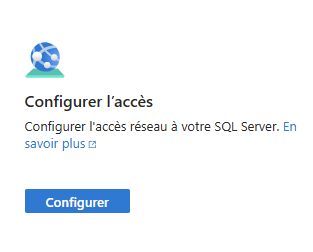 Configurer l’accès
Configurer l'accès réseau à votre SQL Server. En
savoir plus
Configurer